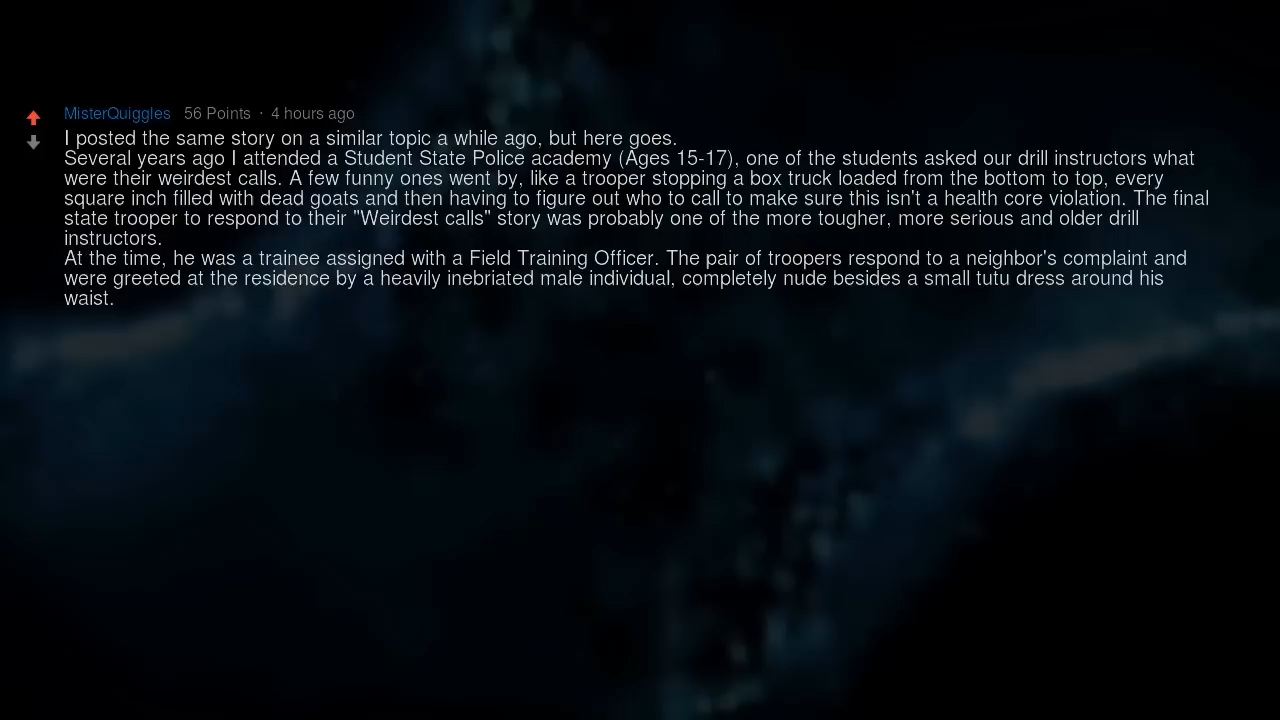 MisterQuiggles 56 Points · 4 hours ago
I posted the same story on a similar topic a while ago, but here goes.
Several years ago I attended a Student State Police academy (Ages 15-17), one of the students asked our drill instructors what
were their weirdest calls. A few funny ones went by, like a trooper stopping a box truck loaded from the bottom to top, every
square inch filled with dead goats and then having to figure out who to call to make sure this isn't a health core violation. The final
state trooper to respond to their "Weirdest calls" story was probably one of the more tougher, more serious and older drill
instructors.
At the time, he was a trainee assigned with a Field Training Officer. The pair of troopers respond to a neighbor's complaint and
were greeted at the residence by a heavily inebriated male individual, completely nude besides a small tutu dress around his
waist.